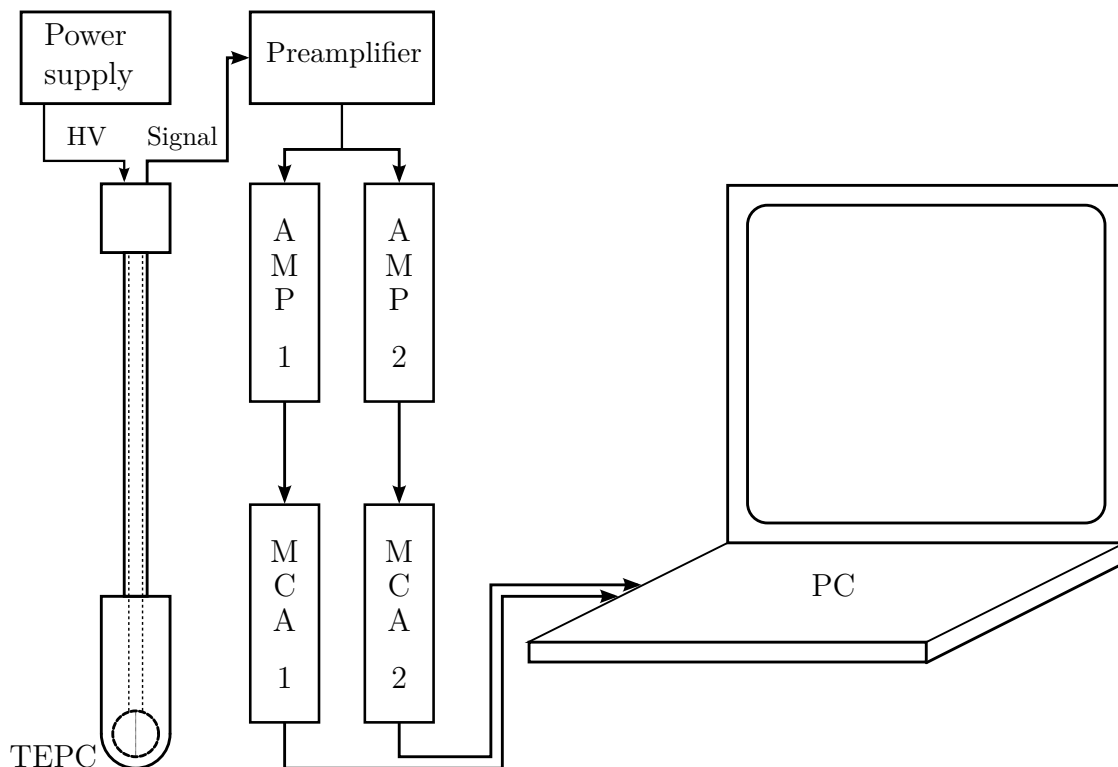 Power
supply
Preamplifier
HV
Signal
A
M
P
1
A
M
P
2
M
C
A
1
M
C
A
2
PC
TEPC